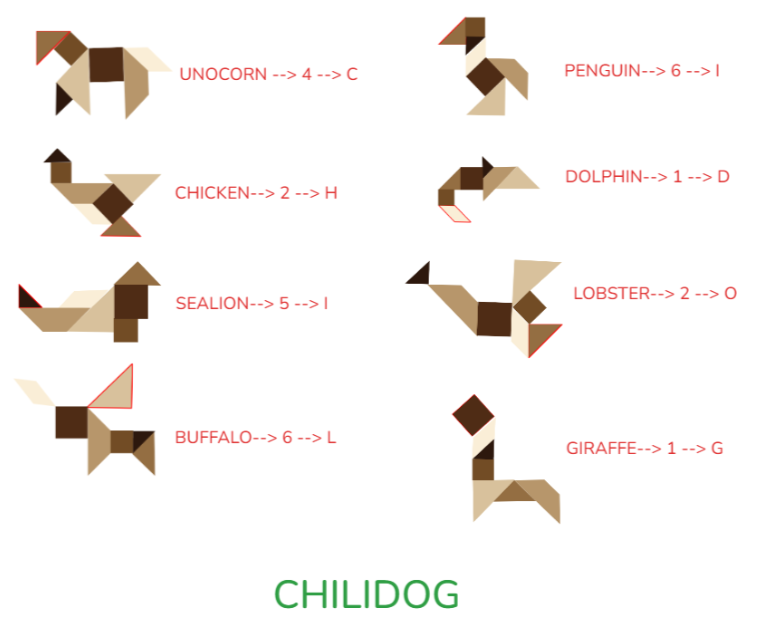 UNOCORN --> 4 --> C
CHICKEN--> 2 --> H
SEALION--> 5 --> I
BUFFALO--> 6 --> L
PENGUIN--> 6 --> I
DOLPHIN--> 1 --> D
LOBSTER--> 2 --> O
GIRAFFE--> 1 --> G
CHILIDOG